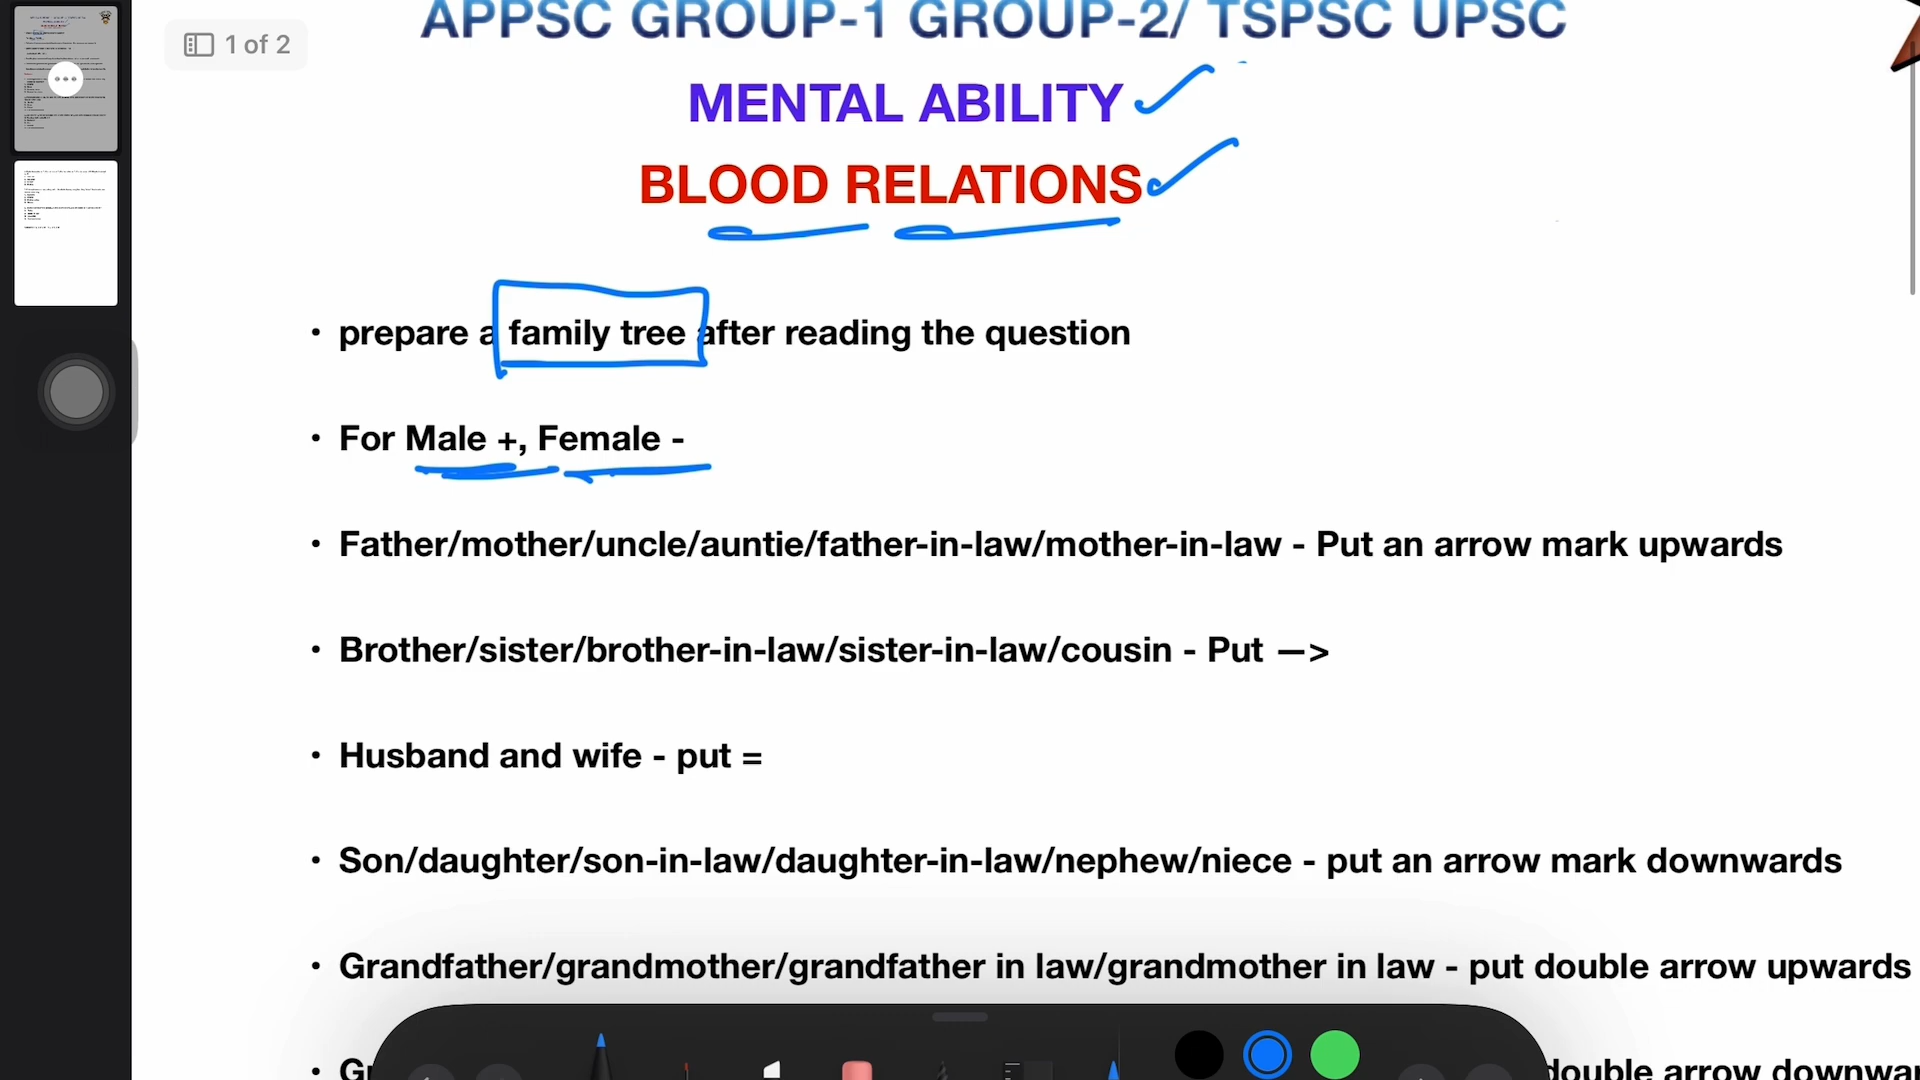 1 of 2
APPSC GROUP-1 GROUP-2/ TSPSC UPSC
MENTAL ABILITY
BLOOD RELATIONS
• prepare a family tree after reading the question
• For Male +, Female -
• Father/mother/uncle/auntie/father-in-law/mother-in-law - Put an arrow mark upwards
• Brother/sister/brother-in-law/sister-in-law/cousin - Put —>
• Husband and wife - put =
• Son/daughter/son-in-law/daughter-in-law/nephew/niece - put an arrow mark downwards
• Grandfather/grandmother/grandfather in law/grandmother in law - put double arrow upwards
double arrow